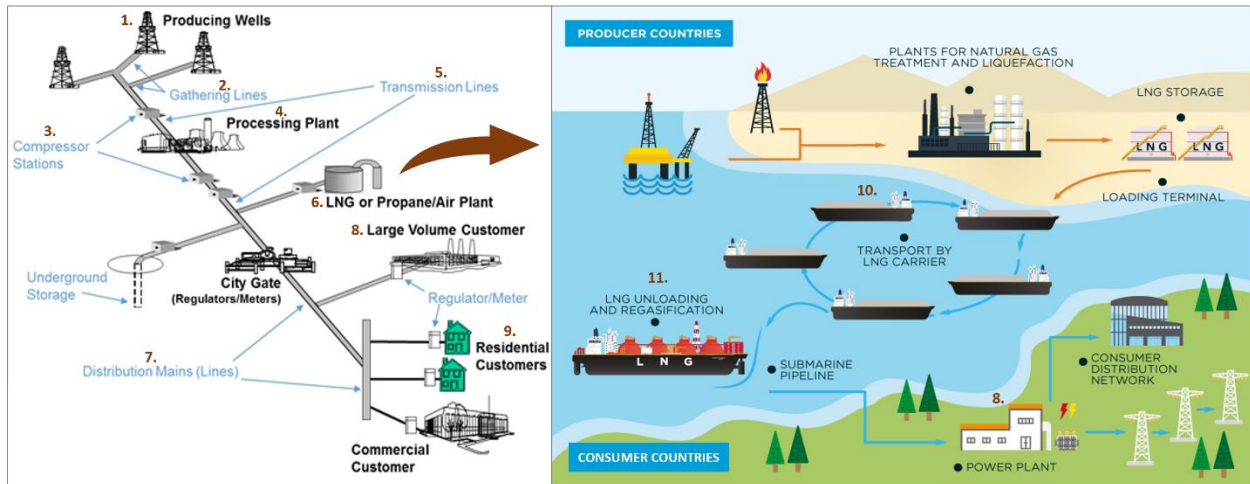 1.
Producing Wells
2.
Gathering Lines
5.
Transmission Lines
3.
Compressor
Stations
4.
Processing Plant
6. LNG or Propane/Air Plant
8. Large Volume Customer
Underground
Storage
City Gate
(Regulators/Meters)
Regulator/Meter
9.
Residential
Customers
7.
Distribution Mains (Lines)
Commercial
Customer
PRODUCER COUNTRIES
PLANTS FOR NATURAL GAS
TREATMENT AND LIQUEFACTION
LNG STORAGE
LNG
LNG
LOADING TERMINAL
10.
TRANSPORT BY
LNG CARRIER
11.
LNG UNLOADING
AND REGASIFICATION
L N G
SUBMARINE
PIPELINE
CONSUMER
DISTRIBUTION
NETWORK
8.
POWER PLANT
CONSUMER COUNTRIES